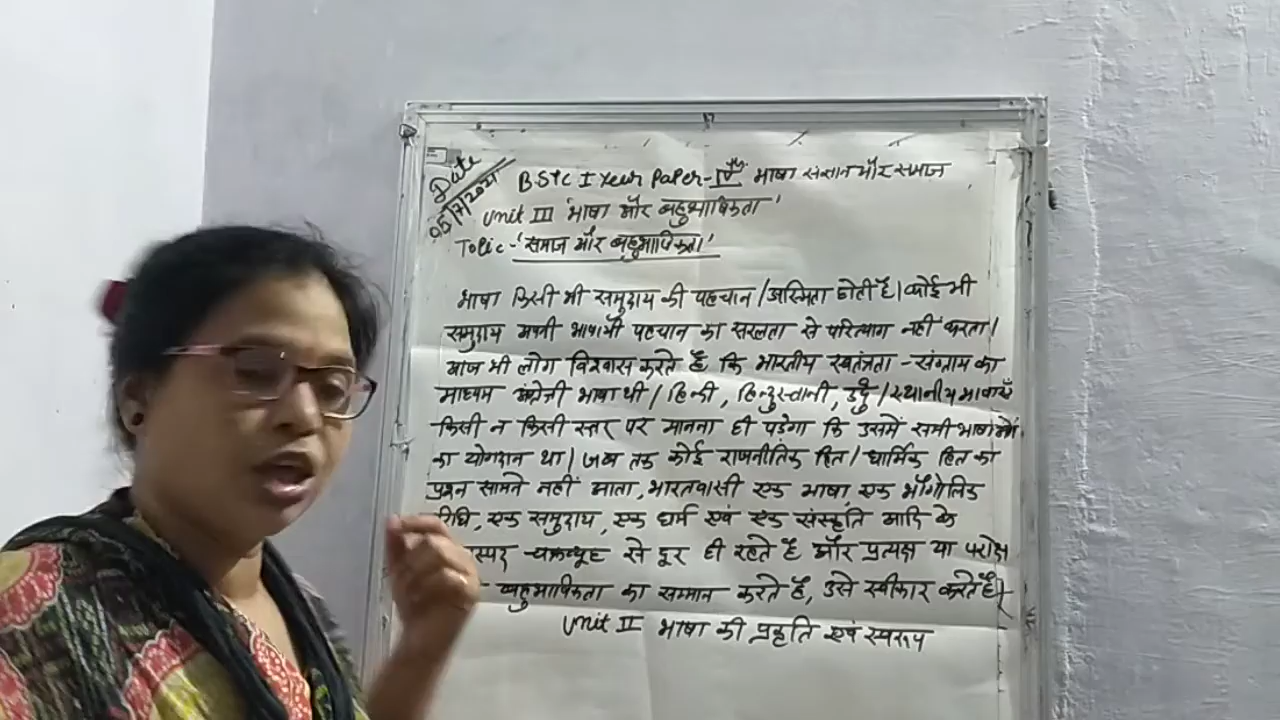 Date
05/7/2021
B.STC I Year Paper-IV भाषा संज्ञान और समाज
Unit III 'भाषा और बहुभाषिकता'
Topic-'समाज और बहुभाषिकता'
भाषा किसी भी समुदाय की पहचान/अस्मिता होती है। कोई भी
समुदाय अपनी भाषायी पहचान का सरलता से परित्याग नहीं करता।
आज भी लोग विश्वास करते है कि भारतीय स्वतंत्रता-संग्राम का
माध्यम अंग्रेजी भाषा थी/हिन्दी, हिन्दुस्तानी, उर्दु/स्थानीय भाषाएँ
किसी न किसी स्तर पर मानना ही पड़ेगा कि उसमें सभी भाषाओं
का योगदान था। जब तक कोई राजनीतिक हित/धार्मिक हित का
प्रश्न सामने नहीं आता, भारतवासी एक भाषा एक भौगोलिक
एक समुदाय, एक धर्म एवं एक संस्कृति आदि के
चक्रव्यूह से दूर ही रहते है और प्रत्यक्ष या परोक्ष
बहुभाषिकता का सम्मान करते है, उसे स्वीकार करते है।
Unit II भाषा की प्रकृति एवं स्वरूप